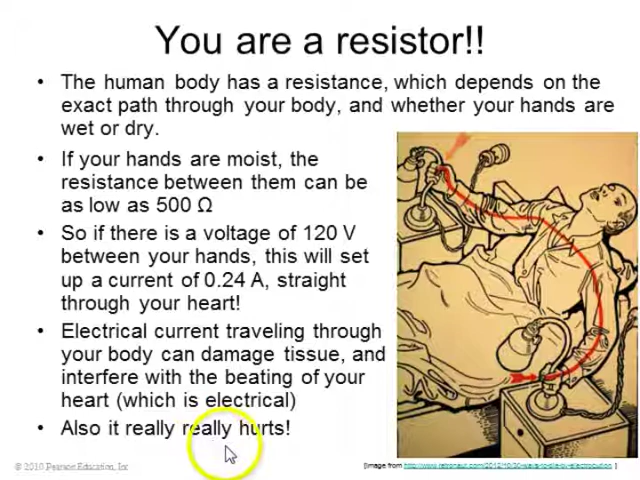 You are a resistor!!
• The human body has a resistance, which depends on the
exact path through your body, and whether your hands are
wet or dry.
• If your hands are moist, the
resistance between them can be
as low as 500 Ω
• So if there is a voltage of 120 V
between your hands, this will set
up a current of 0.24 A, straight
through your heart!
• Electrical current traveling through
your body can damage tissue, and
interfere with the beating of your
heart (which is electrical)
• Also it really really hurts!
© 2010 Pearson Education, Inc
[Image from